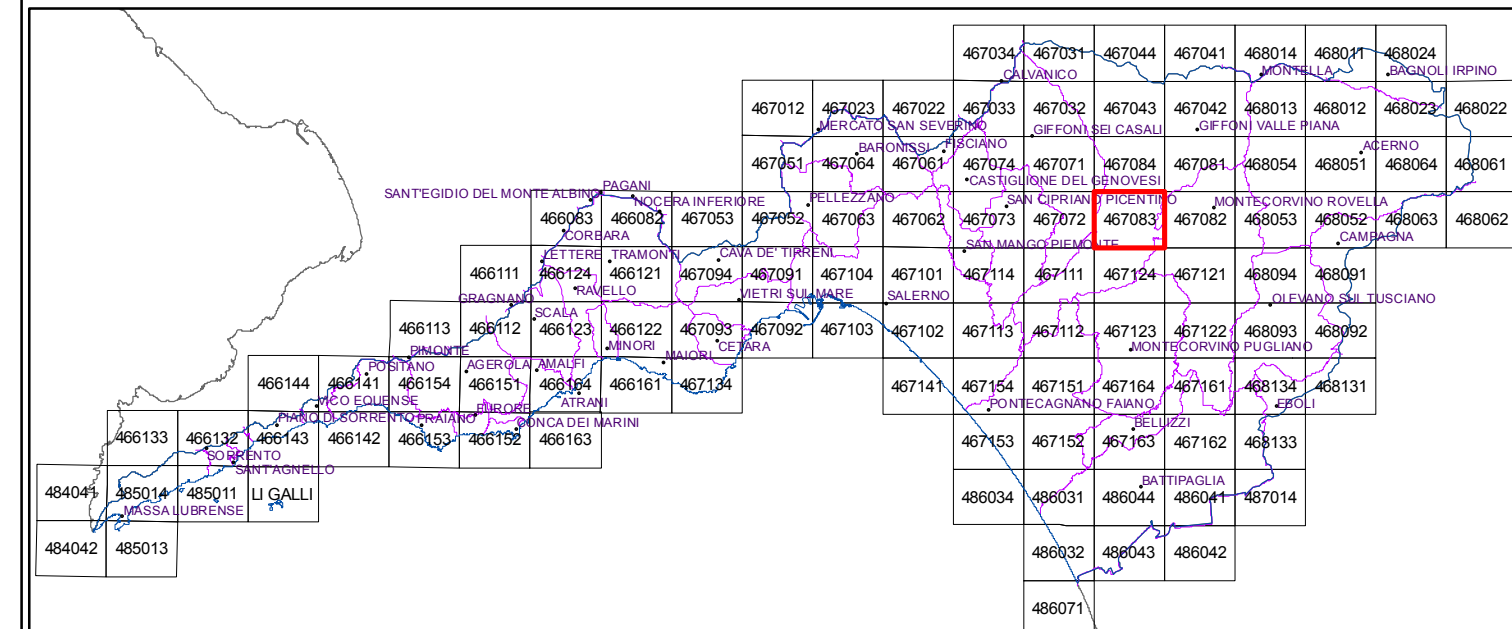 467034 467031 467044 467041 468014 468011 468024
CALVANICO MONTELLA BAGNOLI IRPINO
467012 467023 467022 467033 467032 467043 467042 468013 468012 468023 468022
MERCATO SAN SEVERINO GIFFONI SEI CASALI GIFFONI VALLE PIANA
BARONISSI FISCIANO ACERNO
467051 467064 467061 467074 467071 467084 467081 468054 468051 468064 468061
CASTIGLIONE DEL GENOVESI
SANT'EGIDIO DEL MONTE ALBINO PAGANI
NOCERA INFERIORE PELLEZZANO SAN CIPRIANO PICENTINO MONTECORVINO ROVELLA
466083 466082 467053 467052 467063 467062 467073 467072 467083 467082 468053 468052 468063 468062
CORBARA CAMPAGNA
LETTERE TRAMONTI CAVA DE' TIRRENI SAN MANGO PIEMONTE
466111 466124 466121 467094 467091 467104 467101 467114 467111 467124 467121 468094 468091
RAVELLO
GRAGNANO VIETRI SUL MARE SALERNO OLEVANO SUL TUSCIANO
SCALA
466113 466112 466123 466122 467093 467092 467103 467102 467113 467112 467123 467122 468093 468092
PIMONTE MINORI MAIORI CETARA MONTECORVINO PUGLIANO
POSITANO AGEROLA AMALFI
466144 466141 466154 466151 466164 466161 467134 467141 467154 467151 467164 467161 468134 468131
VICO EQUENSE ATRANI PONTECAGNANO FAIANO EBOLI
PIANO DI SORRENTO PRAIANO FURORE CONCA DEI MARINI BELLIZZI
466133 466132 466143 466142 466153 466152 466163 467153 467152 467163 467162 468133
SORRENTO
SANT'AGNELLO BATTIPAGLIA
484041 485014 485011 LI GALLI 486034 486031 486044 486041 487014
MASSA LUBRENSE
484042 485013 486032 486043 486042
486071